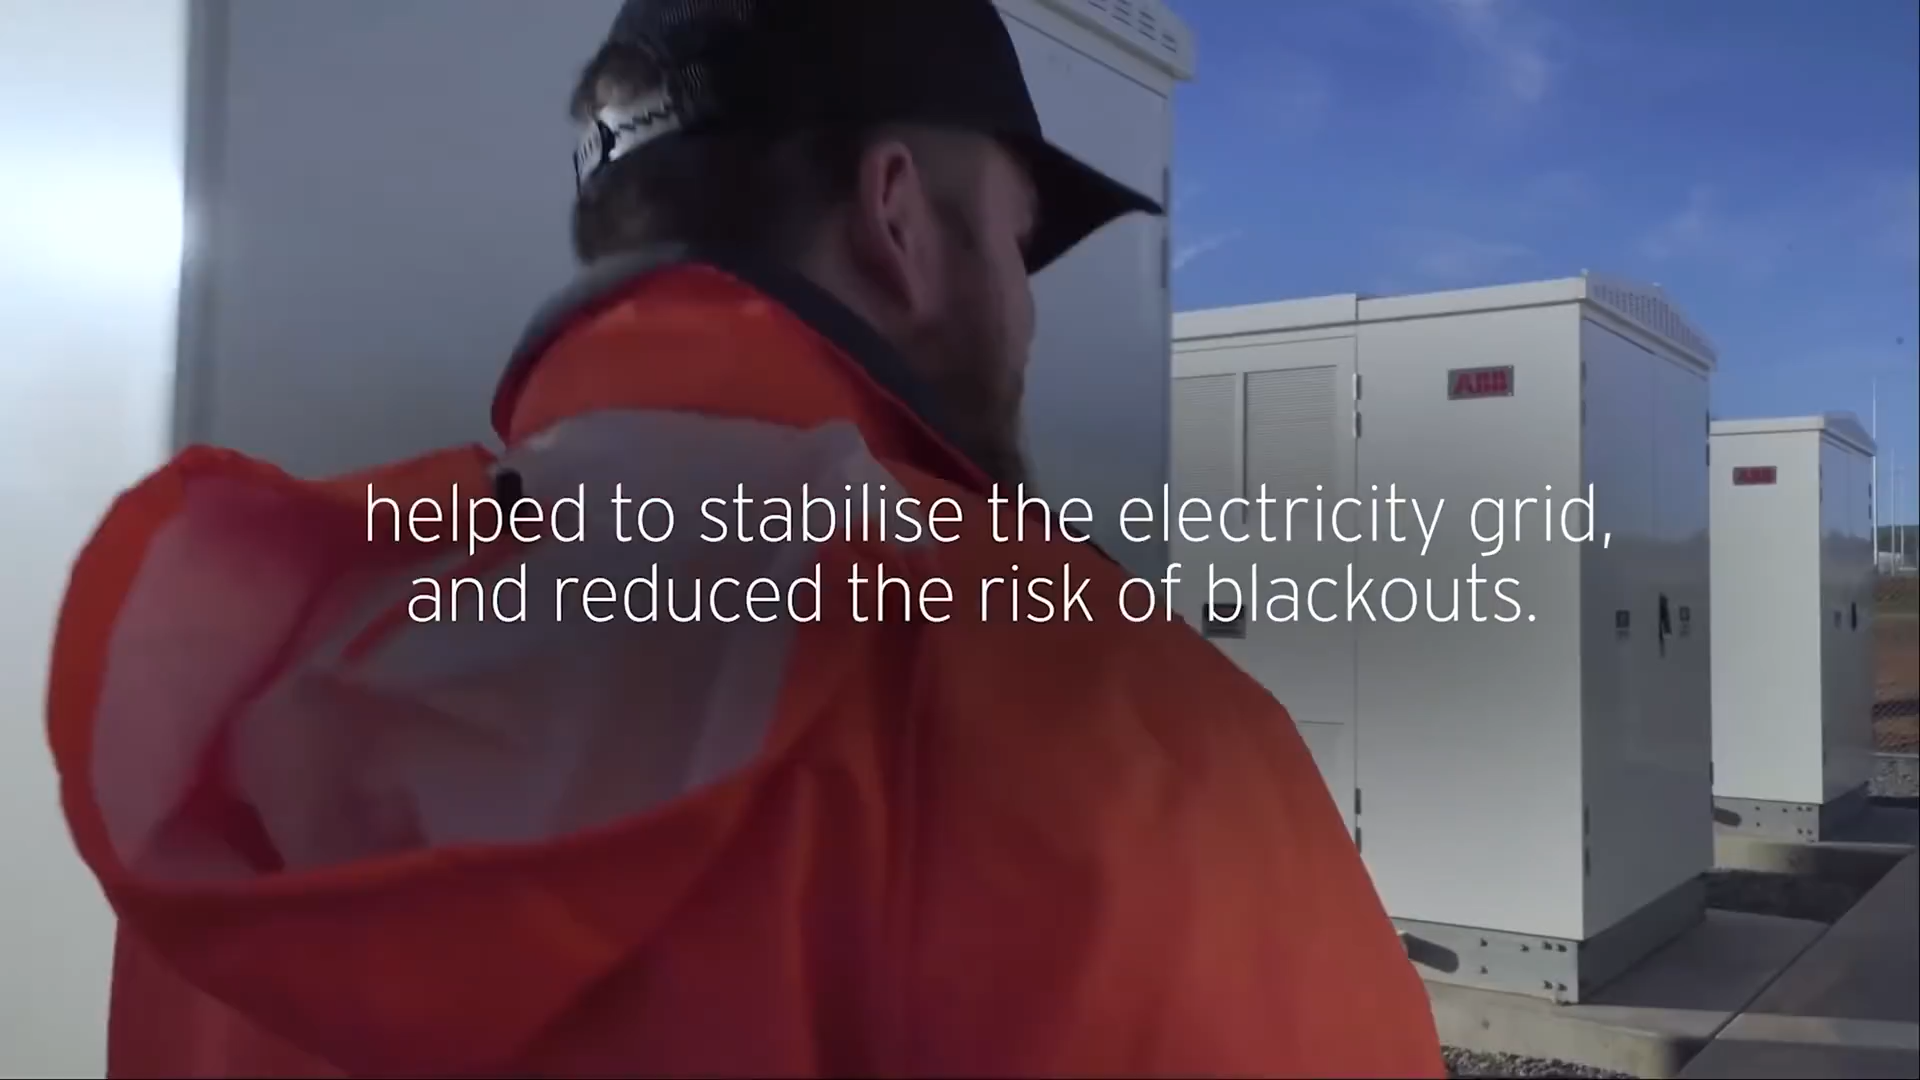 helped to stabilise the electricity grid,
and reduced the risk of blackouts.
ABB
ABB